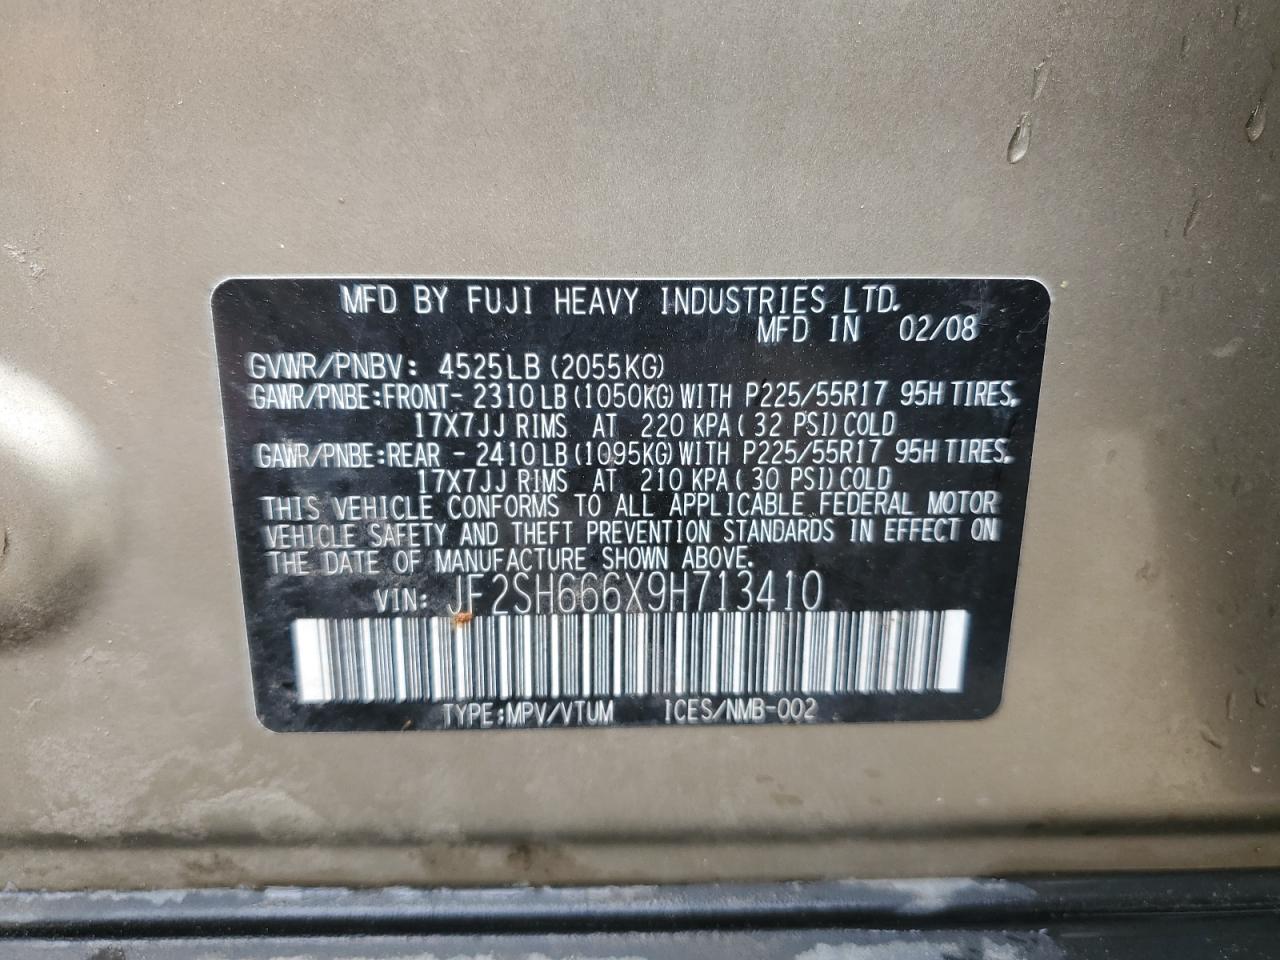 MFD BY FUJI HEAVY INDUSTRIES LTD.
MFD IN 02/08
GVWR/PNBV: 4525LB (2055KG)
GAWR/PNBE:FRONT- 2310 LB (1050KG) WITH P225/55R17 95H TIRES.
17X7JJ RIMS AT 220 KPA ( 32 PSI) COLD
GAWR/PNBE:REAR - 2410 LB (1095KG) WITH P225/55R17 95H TIRES.
17X7JJ RIMS AT 210 KPA ( 30 PSI) COLD
THIS VEHICLE CONFORMS TO ALL APPLICABLE FEDERAL MOTOR
VEHICLE SAFETY AND THEFT PREVENTION STANDARDS IN EFFECT ON
THE DATE OF MANUFACTURE SHOWN ABOVE.
VIN: JF2SH666X9H713410
TYPE:MPV/VTUM ICES/NMB-002